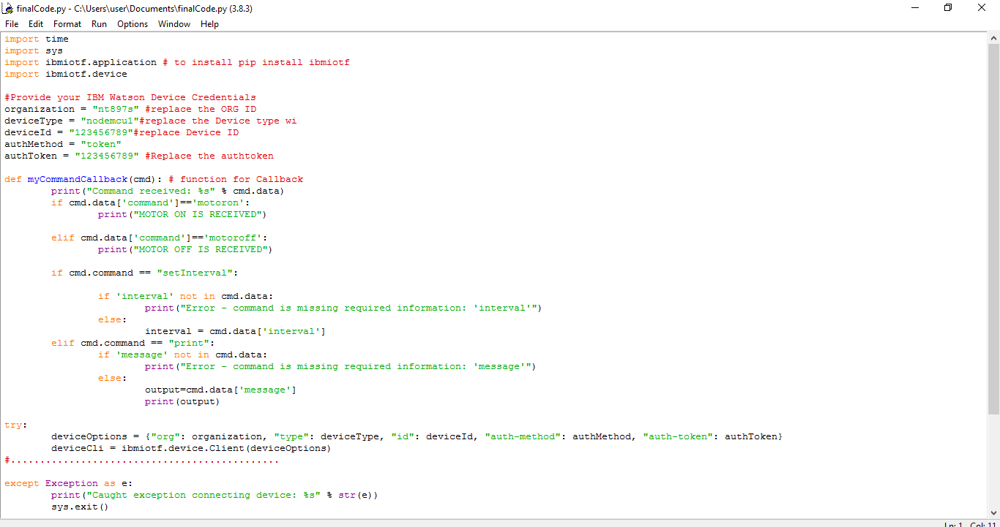 finalCode.py - C:\Users\user\Documents\finalCode.py (3.8.3)
File Edit Format Run Options Window Help
import time
import sys
import ibmiotf.application # to install pip install ibmiotf
import ibmiotf.device
#Provide your IBM Watson Device Credentials
organization = "nt897s" #replace the ORG ID
deviceType = "nodemcu1"#replace the Device type wi
deviceId = "123456789"#replace Device ID
authMethod = "token"
authToken = "123456789" #Replace the authtoken
def myCommandCallback(cmd): # function for Callback
        print("Command received: %s" % cmd.data)
        if cmd.data['command']=='motoron':
                print("MOTOR ON IS RECEIVED")
        elif cmd.data['command']=='motoroff':
                print("MOTOR OFF IS RECEIVED")
        if cmd.command == "setInterval":
                if 'interval' not in cmd.data:
                        print("Error - command is missing required information: 'interval'")
                else:
                        interval = cmd.data['interval']
        elif cmd.command == "print":
                if 'message' not in cmd.data:
                        print("Error - command is missing required information: 'message'")
                else:
                        output=cmd.data['message']
                        print(output)
try:
        deviceOptions = {"org": organization, "type": deviceType, "id": deviceId, "auth-method": authMethod, "auth-token": authToken}
        deviceCli = ibmiotf.device.Client(deviceOptions)
#..............................................
except Exception as e:
        print("Caught exception connecting device: %s" % str(e))
        sys.exit()
Ln: 1 Col: 11